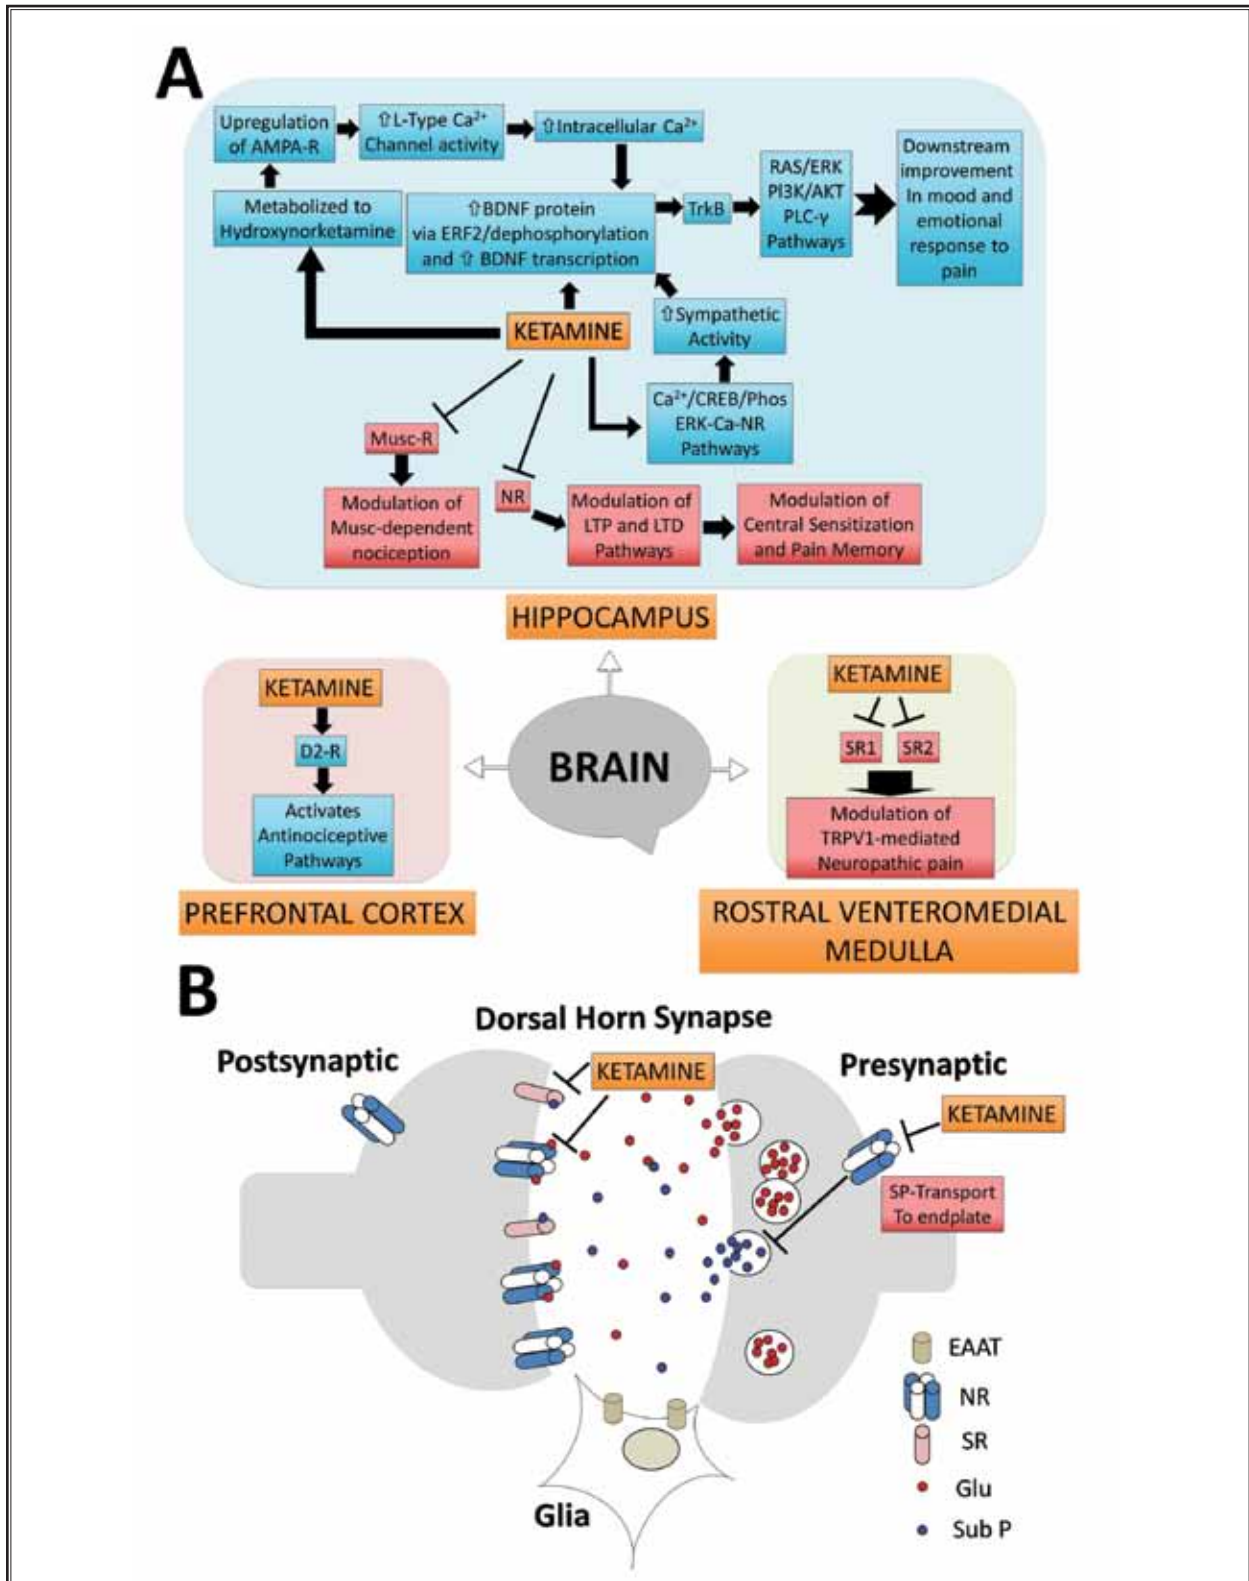 A
Upregulation
of AMPA-R
⇧L-Type Ca²⁺
Channel activity
⇧Intracellular Ca²⁺
Metabolized to
Hydroxynorketamine
⇧BDNF protein
via ERF2/dephosphorylation
and ⇧ BDNF transcription
TrkB
RAS/ERK
PI3K/AKT
PLC-γ
Pathways
Downstream
improvement
In mood and
emotional
response to
pain
KETAMINE
⇧Sympathetic
Activity
Ca²⁺/CREB/Phos
ERK-Ca-NR
Pathways
Musc-R
Modulation of
Musc-dependent
nociception
NR
Modulation of
LTP and LTD
Pathways
Modulation of
Central Sensitization
and Pain Memory
HIPPOCAMPUS
KETAMINE
D2-R
Activates
Antinociceptive
Pathways
PREFRONTAL CORTEX
BRAIN
KETAMINE
SR1
SR2
Modulation of
TRPV1-mediated
Neuropathic pain
ROSTRAL VENTEROMEDIAL
MEDULLA
B
Dorsal Horn Synapse
Postsynaptic
KETAMINE
Presynaptic
KETAMINE
SP-Transport
To endplate
Glia
EAAT
NR
SR
Glu
Sub P